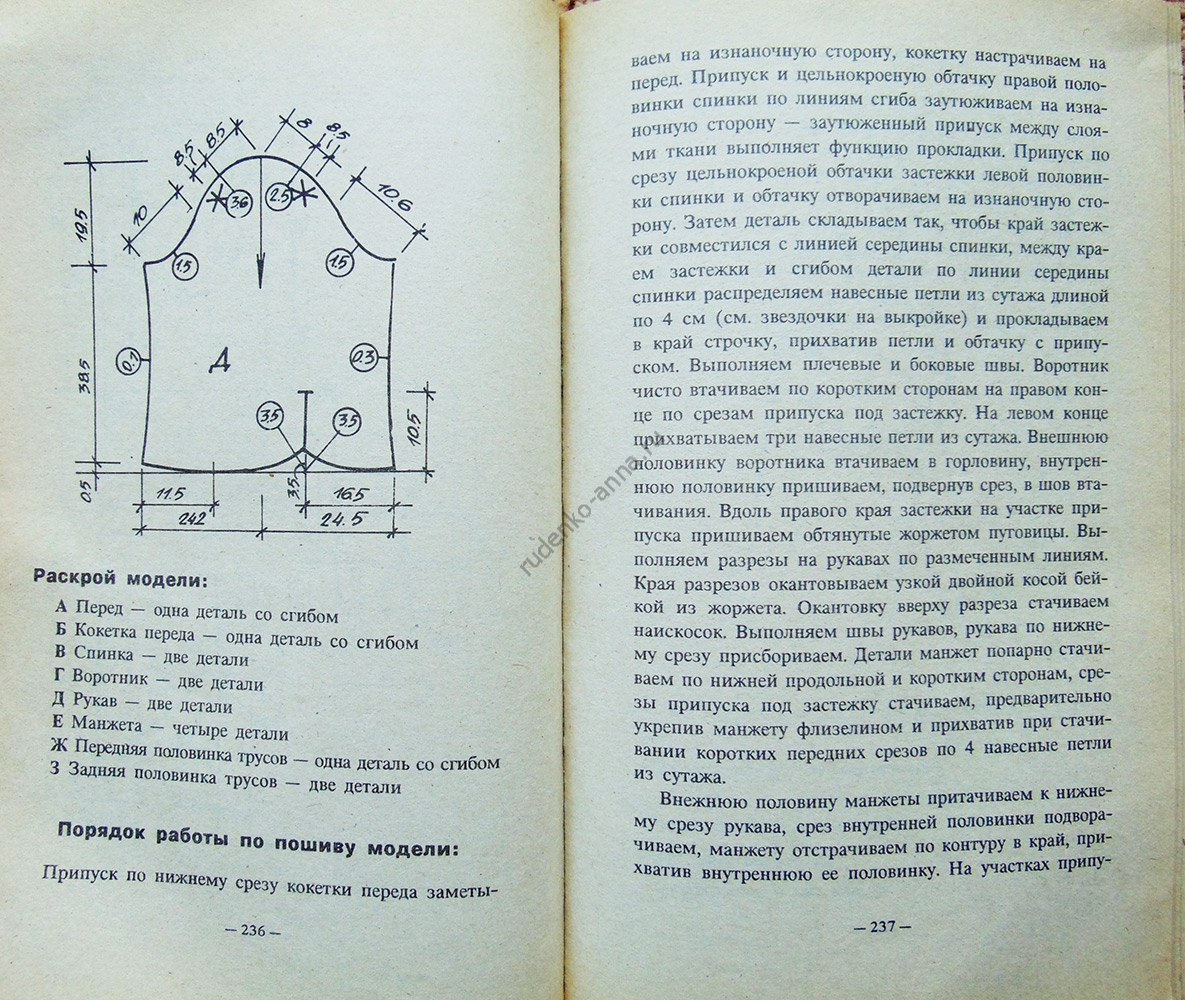 8.5
8.5
8
8.5
10
3.6
2.5
10.6
19.5
1.5
1.5
0.1
Д
0.3
38.5
3.5
3.5
10.5
0.5
3.5
11.5
16.5
24.2
24.5
Раскрой модели:
А Перед — одна деталь со сгибом
Б Кокетка переда — одна деталь со сгибом
В Спинка — две детали
Г Воротник — две детали
Д Рукав — две детали
Е Манжета — четыре детали
Ж Передняя половинка трусов — одна деталь со сгибом
З Задняя половинка трусов — две детали
Порядок работы по пошиву модели:
Припуск по нижнему срезу кокетки переда заметы-
— 236 —
ваем на изнаночную сторону, кокетку настрачиваем на
перед. Припуск и цельнокроеную обтачку правой поло-
винки спинки по линиям сгиба заутюживаем на изна-
ночную сторону — заутюженный припуск между слоя-
ми ткани выполняет функцию прокладки. Припуск по
срезу цельнокроеной обтачки застежки левой половин-
ки спинки и обтачку отворачиваем на изнаночную сто-
рону. Затем деталь складываем так, чтобы край застеж-
ки совместился с линией середины спинки, между кра-
ем застежки и сгибом детали по линии середины
спинки распределяем навесные петли из сутажа длиной
по 4 см (см. звездочки на выкройке) и прокладываем
в край строчку, прихватив петли и обтачку с припу-
ском. Выполняем плечевые и боковые швы. Воротник
чисто втачиваем по коротким сторонам на правом кон-
це по срезам припуска под застежку. На левом конце
прихватываем три навесные петли из сутажа. Внешнюю
половинку воротника втачиваем в горловину, внутрен-
нюю половинку пришиваем, подвернув срез, в шов вта-
чивания. Вдоль правого края застежки на участке при-
пуска пришиваем обтянутые жоржетом пуговицы. Вы-
полняем разрезы на рукавах по размеченным линиям.
Края разрезов окантовываем узкой двойной косой бей-
кой из жоржета. Окантовку вверху разреза стачиваем
наискосок. Выполняем швы рукавов, рукава по нижне-
му срезу присбориваем. Детали манжет попарно стачи-
ваем по нижней продольной и коротким сторонам, сре-
зы припуска под застежку стачиваем, предварительно
укрепив манжету флизелином и прихватив при стачи-
вании коротких передних срезов по 4 навесные петли
из сутажа.
Внежнюю половину манжеты притачиваем к нижне-
му срезу рукава, срез внутренней половинки подвора-
чиваем, манжету отстрачиваем по контуру в край, при-
хватив внутреннюю ее половинку. На участках припу-
— 237 —
rudenko-anna.ru